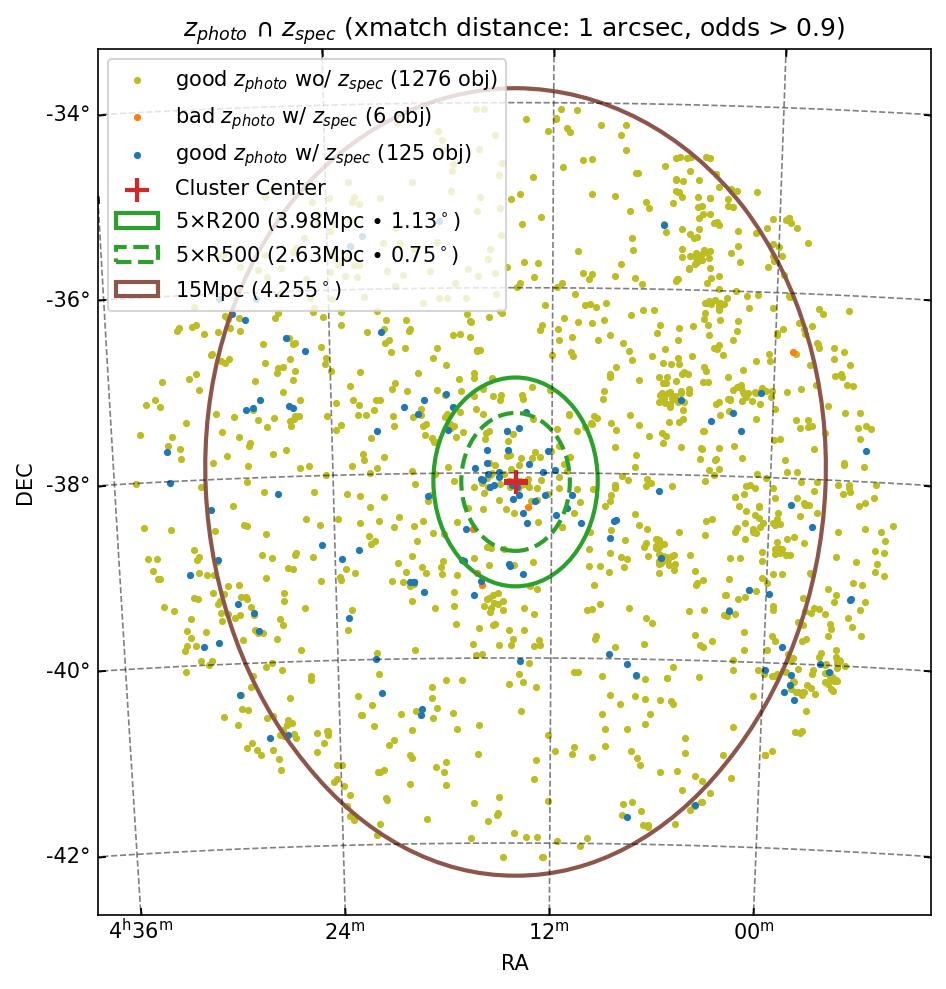 z_photo ∩ z_spec (xmatch distance: 1 arcsec, odds > 0.9)
good z_photo wo/ z_spec (1276 obj)
bad z_photo w/ z_spec (6 obj)
good z_photo w/ z_spec (125 obj)
Cluster Center
5×R200 (3.98Mpc • 1.13°)
5×R500 (2.63Mpc • 0.75°)
15Mpc (4.255°)
-34°
-36°
-38°
-40°
-42°
DEC
4h36m 24m 12m 00m
RA